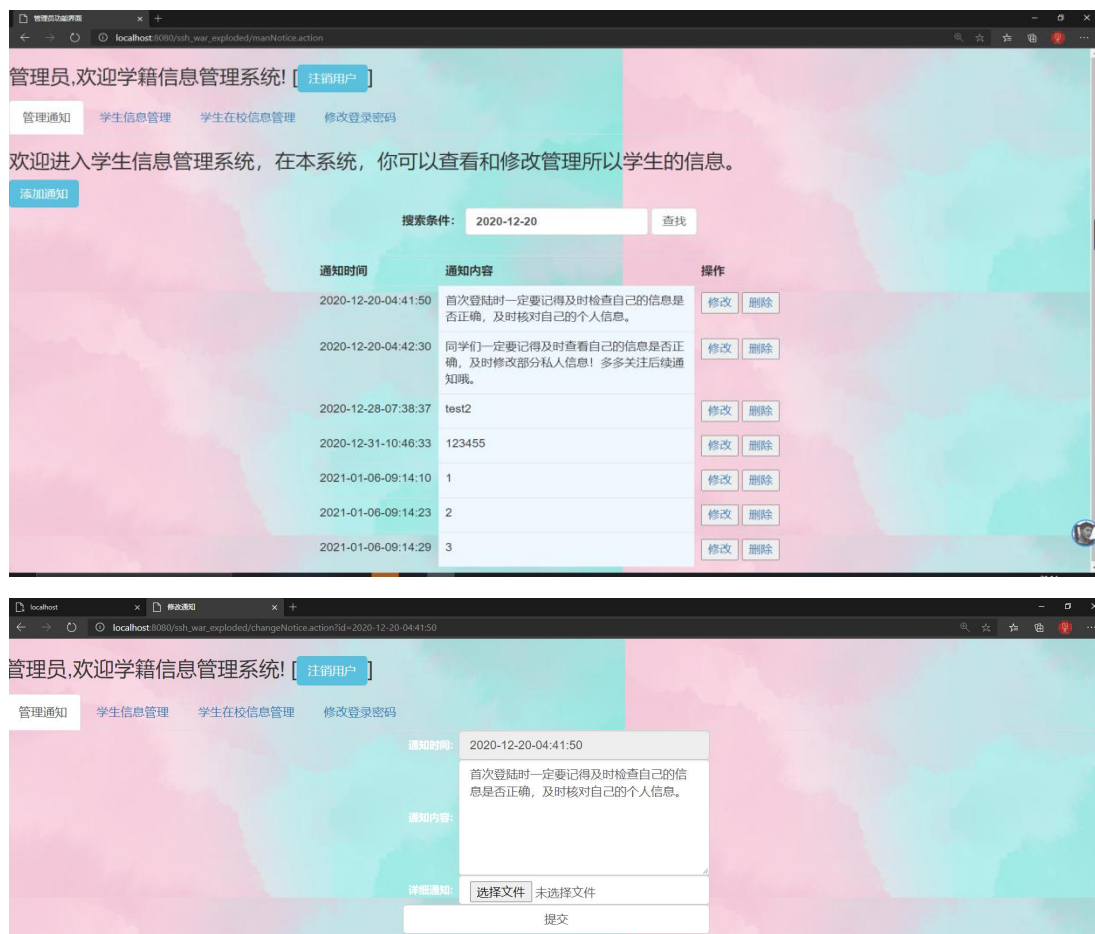 管理员功能界面
localhost:8080/ssh_war_exploded/manNotice.action
管理员,欢迎学籍信息管理系统! [ 注销用户 ]
管理通知 学生信息管理 学生在校信息管理 修改登录密码
欢迎进入学生信息管理系统，在本系统，你可以查看和修改管理所以学生的信息。
添加通知
搜索条件: 2020-12-20 查找
通知时间 通知内容 操作
2020-12-20-04:41:50 首次登陆时一定要记得及时检查自己的信息是 修改 删除
否正确，及时核对自己的个人信息。
2020-12-20-04:42:30 同学们一定要记得及时查看自己的信息是否正 修改 删除
确，及时修改部分私人信息！多多关注后续通
知哦。
2020-12-28-07:38:37 test2 修改 删除
2020-12-31-10:46:33 123455 修改 删除
2021-01-06-09:14:10 1 修改 删除
2021-01-06-09:14:23 2 修改 删除
2021-01-06-09:14:29 3 修改 删除
localhost 修改通知
localhost:8080/ssh_war_exploded/changeNotice.action?id=2020-12-20-04:41:50
管理员,欢迎学籍信息管理系统! [ 注销用户 ]
管理通知 学生信息管理 学生在校信息管理 修改登录密码
通知时间: 2020-12-20-04:41:50
首次登陆时一定要记得及时检查自己的信
息是否正确，及时核对自己的个人信息。
通知内容:
详细通知: 选择文件 未选择文件
提交